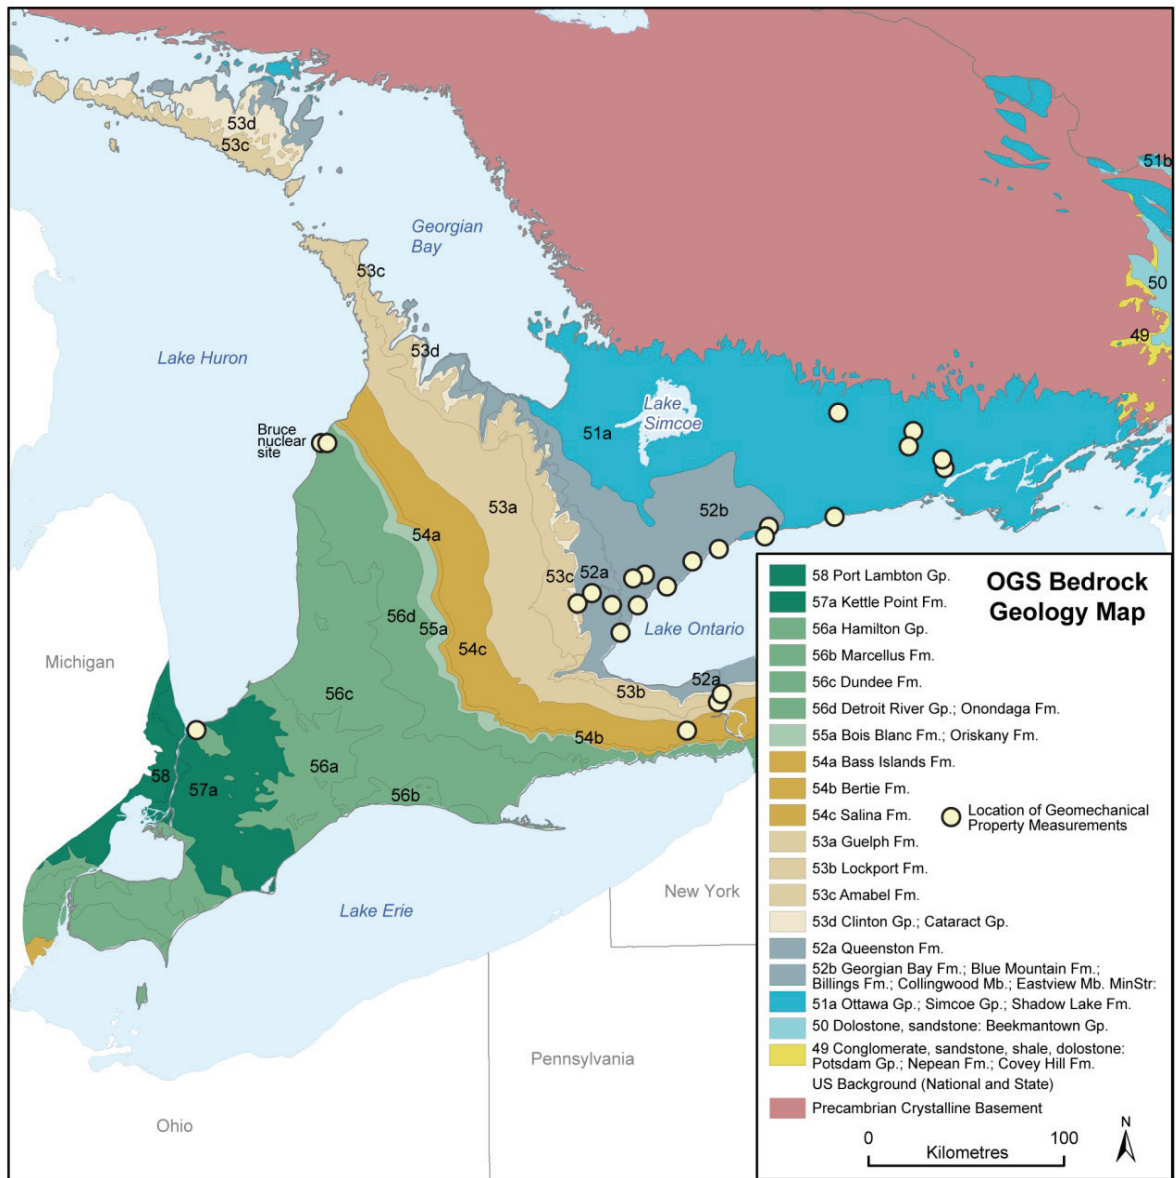 53d
53c
51b
Georgian
Bay
53c
50
49
53d
Lake Huron
Lake
Simcoe
51a
Bruce
nuclear
site
53a
52b
54a
53c
52a
56d
55a
Lake Ontario
54c
Michigan
52a
53b
56c
54b
58
57a
56a
56b
New York
Lake Erie
Pennsylvania
Ohio
OGS Bedrock
Geology Map
58 Port Lambton Gp.
57a Kettle Point Fm.
56a Hamilton Gp.
56b Marcellus Fm.
56c Dundee Fm.
56d Detroit River Gp.; Onondaga Fm.
55a Bois Blanc Fm.; Oriskany Fm.
54a Bass Islands Fm.
54b Bertie Fm.
54c Salina Fm.
53a Guelph Fm.
53b Lockport Fm.
53c Amabel Fm.
53d Clinton Gp.; Cataract Gp.
52a Queenston Fm.
52b Georgian Bay Fm.; Blue Mountain Fm.;
Billings Fm.; Collingwood Mb.; Eastview Mb. MinStr:
51a Ottawa Gp.; Simcoe Gp.; Shadow Lake Fm.
50 Dolostone, sandstone: Beekmantown Gp.
49 Conglomerate, sandstone, shale, dolostone:
Potsdam Gp.; Nepean Fm.; Covey Hill Fm.
US Background (National and State)
Precambrian Crystalline Basement
Location of Geomechanical
Property Measurements
0 100
Kilometres
N